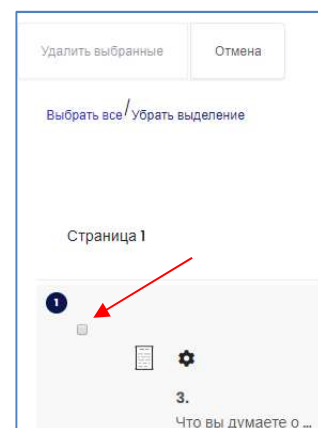 Удалить выбранные Отмена
Выбрать все/Убрать выделение
Страница 1
1
3.
Что вы думаете о ...